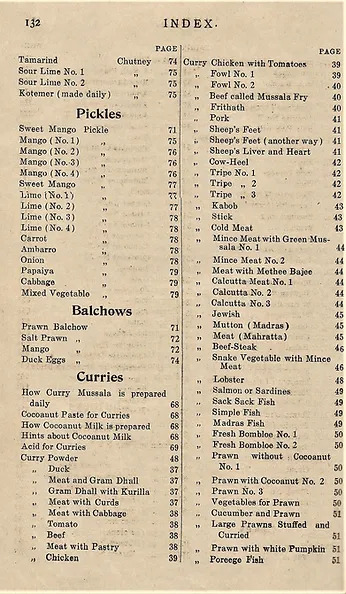 132 INDEX.
PAGE
Tamarind Chutney 74
Sour Lime No. 1 „ 75
Sour Lime No. 2 „ 75
Kotemer (made daily) „ 75
Pickles
Sweet Mango Pickle 71
Mango (No. 1) „ 75
Mango (No. 2) „ 76
Mango (No. 3) „ 76
Mango (No. 4) „ 76
Sweet Mango „ 77
Lime (No. 1) „ 77
Lime (No. 2) „ 77
Lime (No. 3) „ 78
Lime (No. 4) „ 78
Carrot „ 78
Ambarro „ 78
Onion „ 78
Papaiya „ 79
Cabbage „ 79
Mixed Vegetable „ 79
Balchows
Prawn Balchow 71
Salt Prawn „ 72
Mango „ 72
Duck Eggs „ 74
Curries
How Curry Mussala is prepared
daily 68
Cocoanut Paste for Curries 68
How Cocoanut Milk is prepared 68
Hints about Cocoanut Milk 68
Acid for Curries 69
Curry Powder 48
„ Duck 37
„ Meat and Gram Dhall 37
„ Gram Dhall with Kurilla 37
„ Meat with Curds 37
„ Meat with Cabbage 38
„ Tomato 38
„ Beef 38
„ Meat with Pastry 38
„ Chicken 39
PAGE
Curry Chicken with Tomatoes 39
„ Fowl No. 1 39
„ Fowl No. 2 40
„ Beef called Mussala Fry 40
„ Frithath 40
„ Pork 41
„ Sheep's Feet 41
„ Sheep's Feet (another way) 41
„ Sheep's Liver and Heart 41
„ Cow-Heel 42
„ Tripe No. 1 42
„ Tripe „ 2 42
„ Tripe „ 3 42
„ Kabob 43
„ Stick 43
„ Cold Meat 43
„ Mince Meat with Green Mus-
sala No. 1 44
„ Mince Meat No. 2 44
„ Meat with Methee Bajee 44
„ Calcutta Meat No. 1 44
„ Calcutta No. 2 44
„ Calcutta No. 3 44
„ Jewish 45
„ Mutton (Madras) 45
„ Meat (Mahratta) 45
„ Beef-Steak 46
„ Snake Vegetable with Mince
Meat 46
„ Lobster 48
„ Salmon or Sardines 49
„ Sack Sack Fish 49
„ Simple Fish 49
„ Madras Fish 49
„ Fresh Bombloe No. 1 50
„ Fresh Bombloe No. 2 50
„ Prawn without Cocoanut
No. 1 50
„ Prawn with Cocoanut No. 2 50
„ Prawn No. 3 50
„ Vegetables for Prawn 50
„ Cucumber and Prawn 51
„ Large Prawns Stuffed and
Curried 51
„ Prawn with white Pumpkin 51
„ Poreege Fish 51